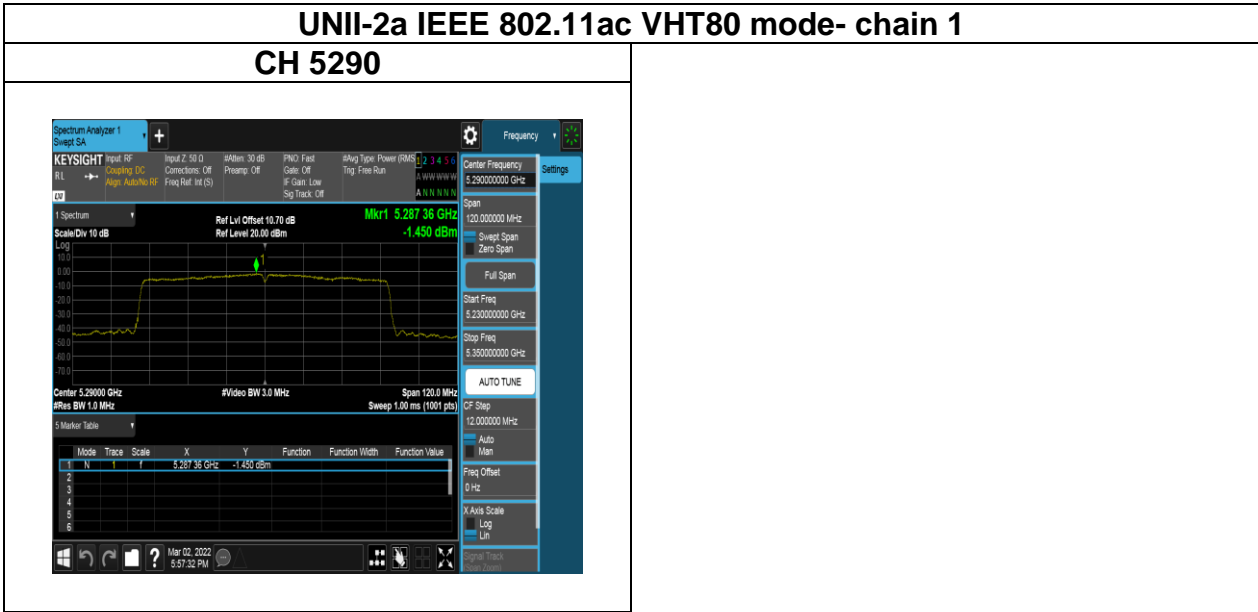 UNII-2a IEEE 802.11ac VHT80 mode- chain 1
CH 5290
Spectrum Analyzer 1
Swept SA
+
Frequency
KEYSIGHT Input: RF Input Z: 50 Ω #Atten: 30 dB PNO: Fast #Avg Type: Power (RMS 1 2 3 4 5 6
RL Coupling: DC Corrections: Off Preamp: Off Gate: Off Trig: Free Run
Align: Auto/No RF Freq Ref: Int (S) IF Gain: Low A W W W W W
LXI Sig Track: Off A N N N N N
1 Spectrum
Scale/Div 10 dB
Ref Lvl Offset 10.70 dB
Ref Level 20.00 dBm
Mkr1 5.287 36 GHz
-1.450 dBm
Log
10.0
0.00
-10.0
-20.0
-30.0
-40.0
-50.0
-60.0
-70.0
1
Center 5.29000 GHz #Video BW 3.0 MHz Span 120.0 MHz
#Res BW 1.0 MHz Sweep 1.00 ms (1001 pts)
5 Marker Table
Mode Trace Scale X Y Function Function Width Function Value
1 N 1 f 5.287 36 GHz -1.450 dBm
2
3
4
5
6
Mar 02, 2022
5:57:32 PM
Center Frequency
5.290000000 GHz
Settings
Span
120.000000 MHz
Swept Span
Zero Span
Full Span
Start Freq
5.230000000 GHz
Stop Freq
5.350000000 GHz
AUTO TUNE
CF Step
12.000000 MHz
Auto
Man
Freq Offset
0 Hz
X Axis Scale
Log
Lin
Signal Track
(Span Zoom)